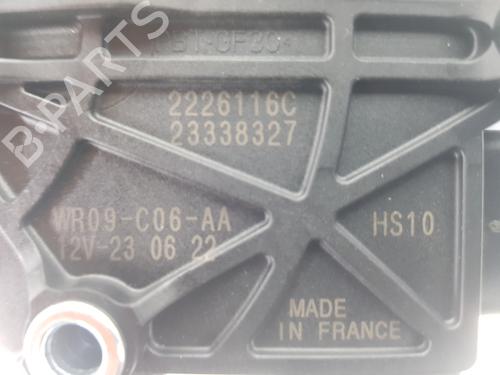 2226116C
23338327
WR09-C06-AA
12V-23 06 22
HS10
MADE
IN FRANCE
B-PARTS